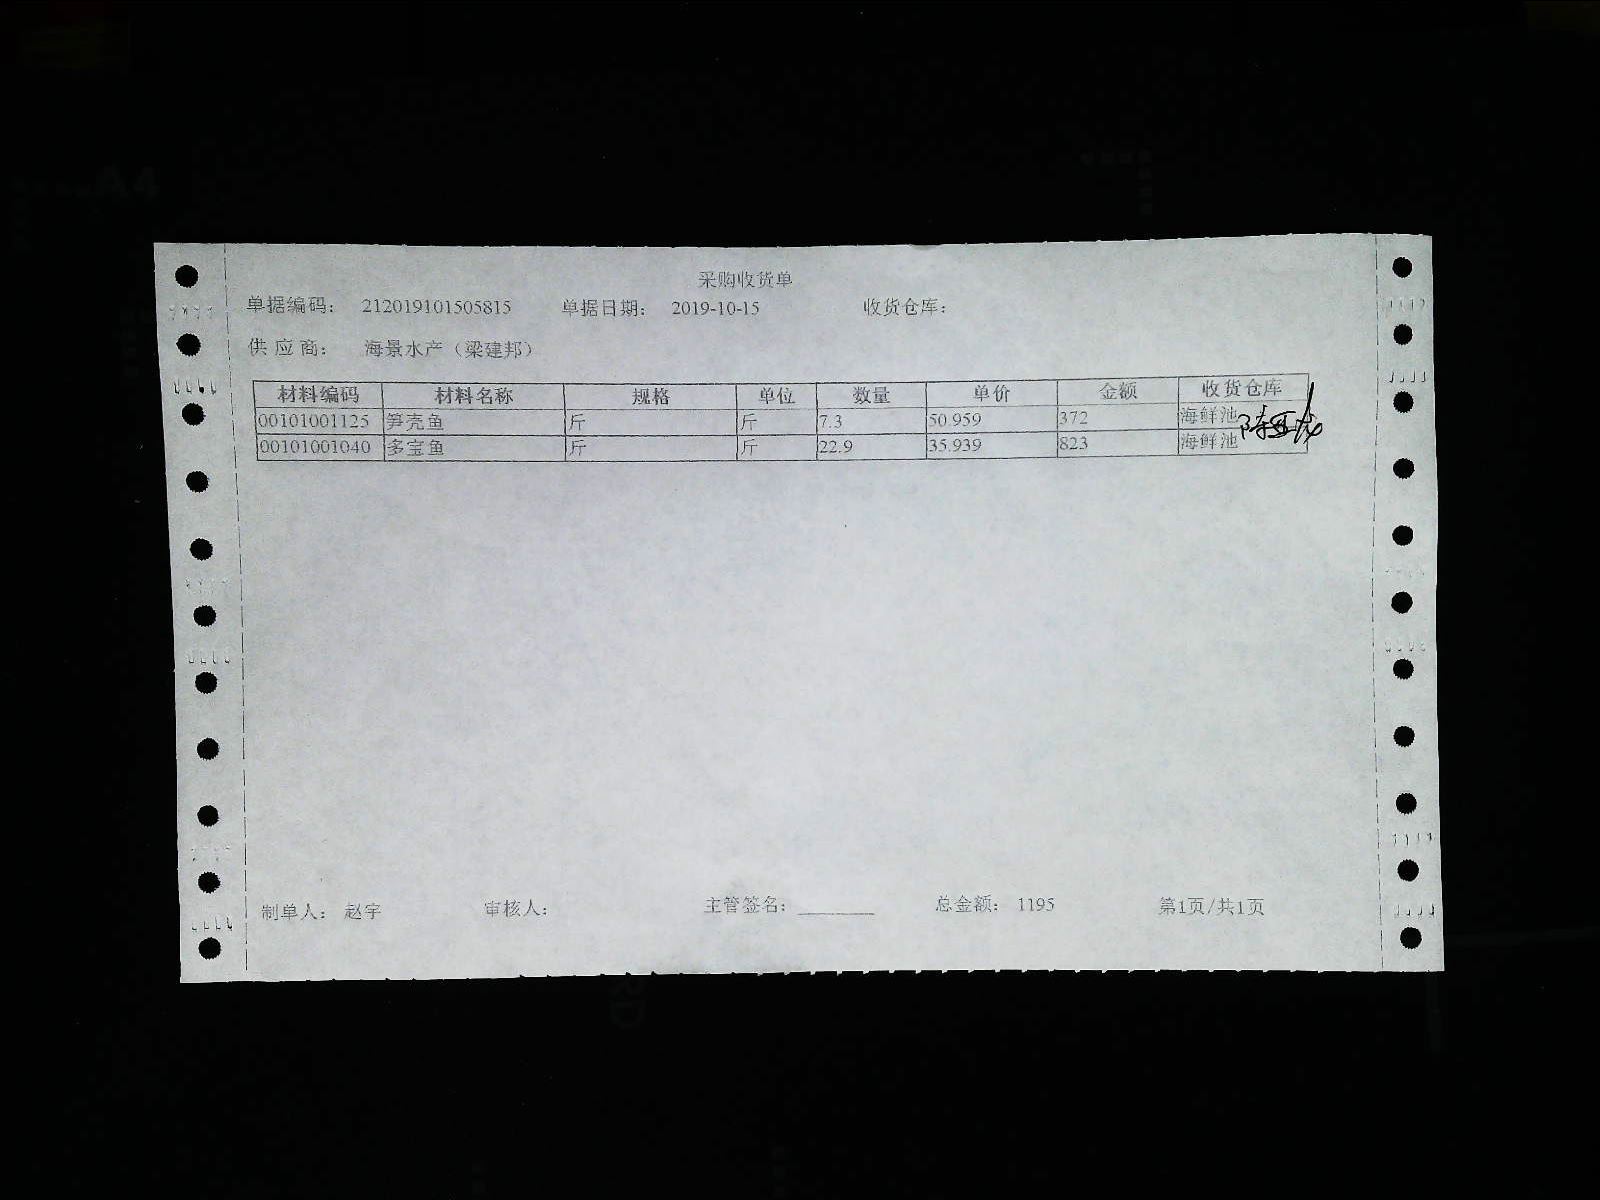 采购收货单
单据编码: 212019101505815 单据日期: 2019-10-15 收货仓库:
供应商: 海景水产（梁建邦）
材料编码 材料名称 规格 单位 数量 单价 金额 收货仓库
00101001125 笋壳鱼 斤 斤 7.3 50.959 372 海鲜池
00101001040 多宝鱼 斤 斤 22.9 35.939 823 海鲜池
制单人: 赵宇 审核人: 主管签名: ________ 总金额: 1195 第1页/共1页